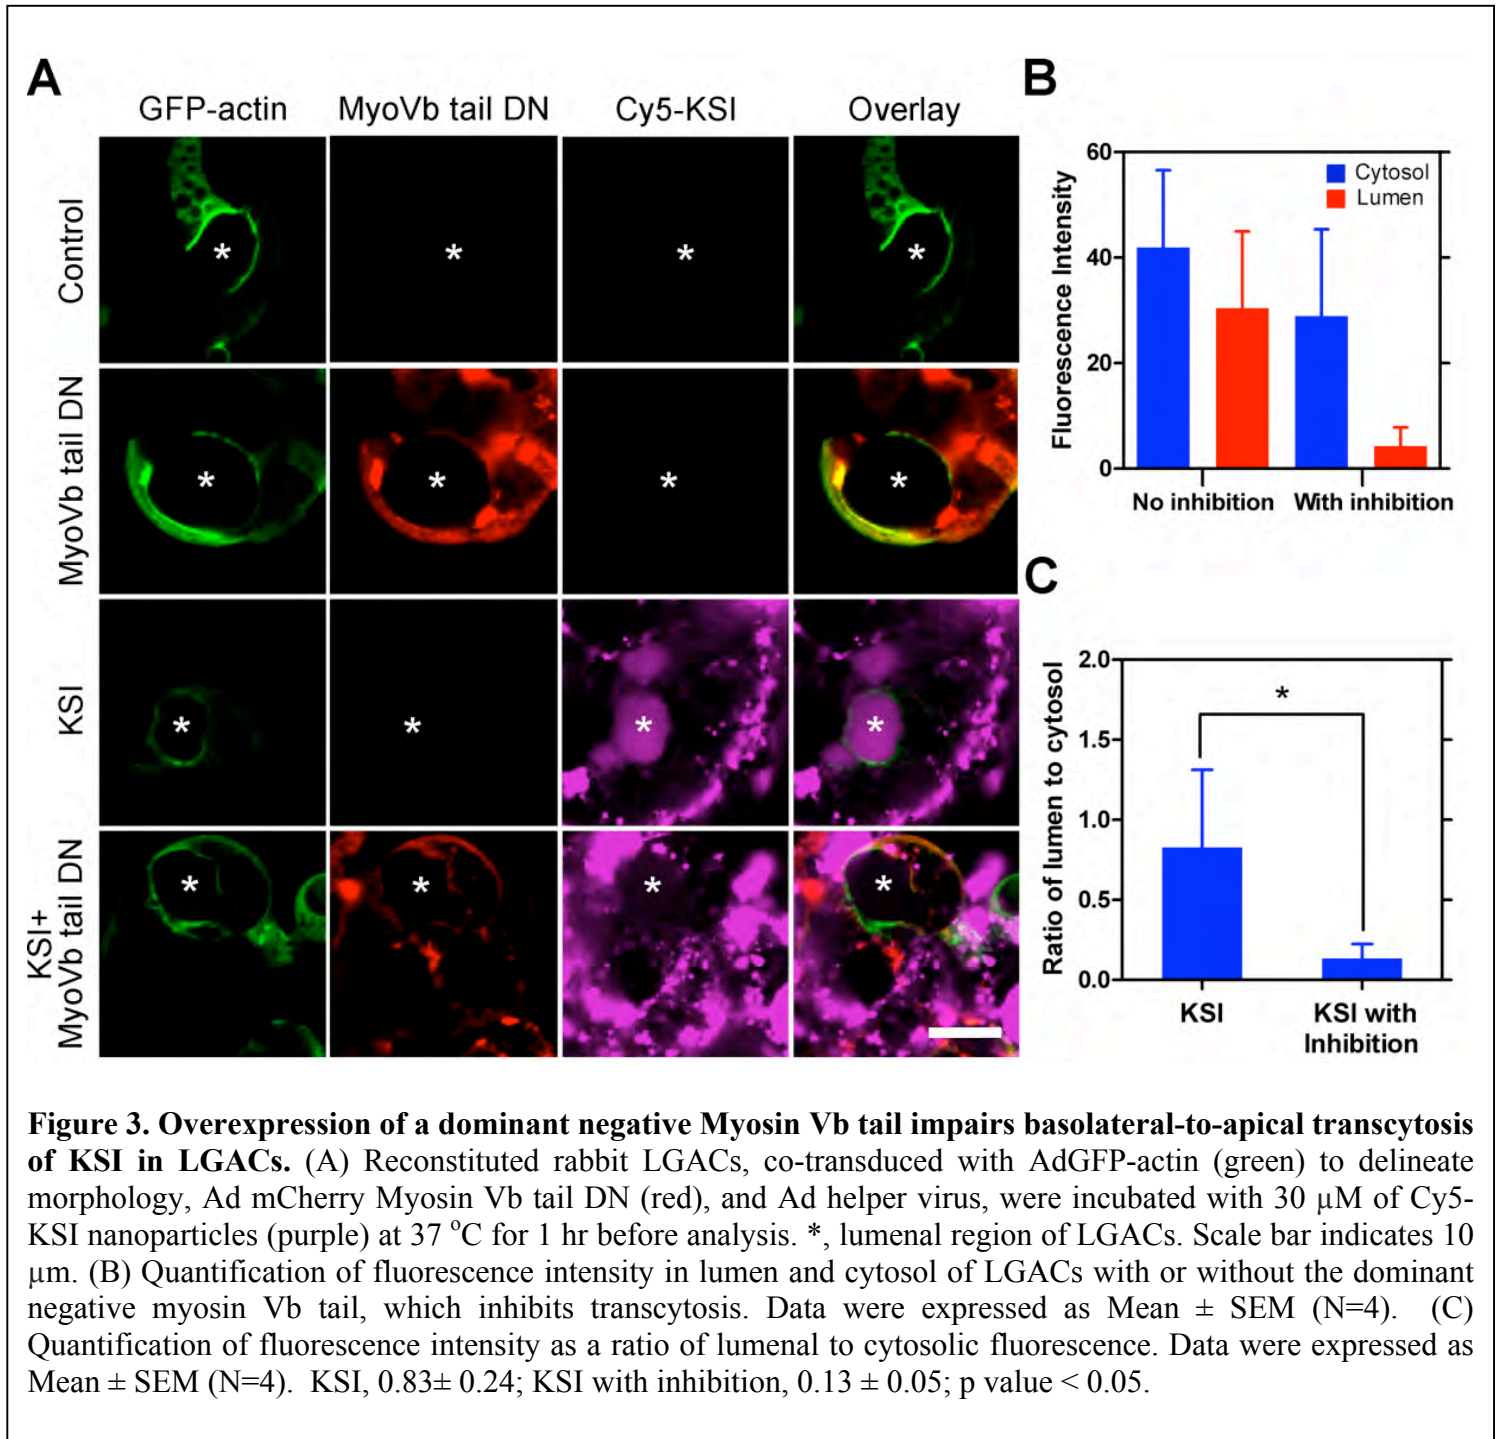 A
GFP-actin MyoVb tail DN Cy5-KSI Overlay
Control
* * * *
MyoVb tail DN
* * * *
KSI
* * * *
KSI+
MyoVb tail DN
* * * *
B
Fluorescence Intensity
60
40
20
0
Cytosol
Lumen
No inhibition With inhibition
C
Ratio of lumen to cytosol
2.0
1.5
1.0
0.5
0.0
*
KSI KSI with
Inhibition
Figure 3. Overexpression of a dominant negative Myosin Vb tail impairs basolateral-to-apical transcytosis
of KSI in LGACs. (A) Reconstituted rabbit LGACs, co-transduced with AdGFP-actin (green) to delineate
morphology, Ad mCherry Myosin Vb tail DN (red), and Ad helper virus, were incubated with 30 µM of Cy5-
KSI nanoparticles (purple) at 37 °C for 1 hr before analysis. *, lumenal region of LGACs. Scale bar indicates 10
µm. (B) Quantification of fluorescence intensity in lumen and cytosol of LGACs with or without the dominant
negative myosin Vb tail, which inhibits transcytosis. Data were expressed as Mean ± SEM (N=4). (C)
Quantification of fluorescence intensity as a ratio of lumenal to cytosolic fluorescence. Data were expressed as
Mean ± SEM (N=4). KSI, 0.83± 0.24; KSI with inhibition, 0.13 ± 0.05; p value < 0.05.